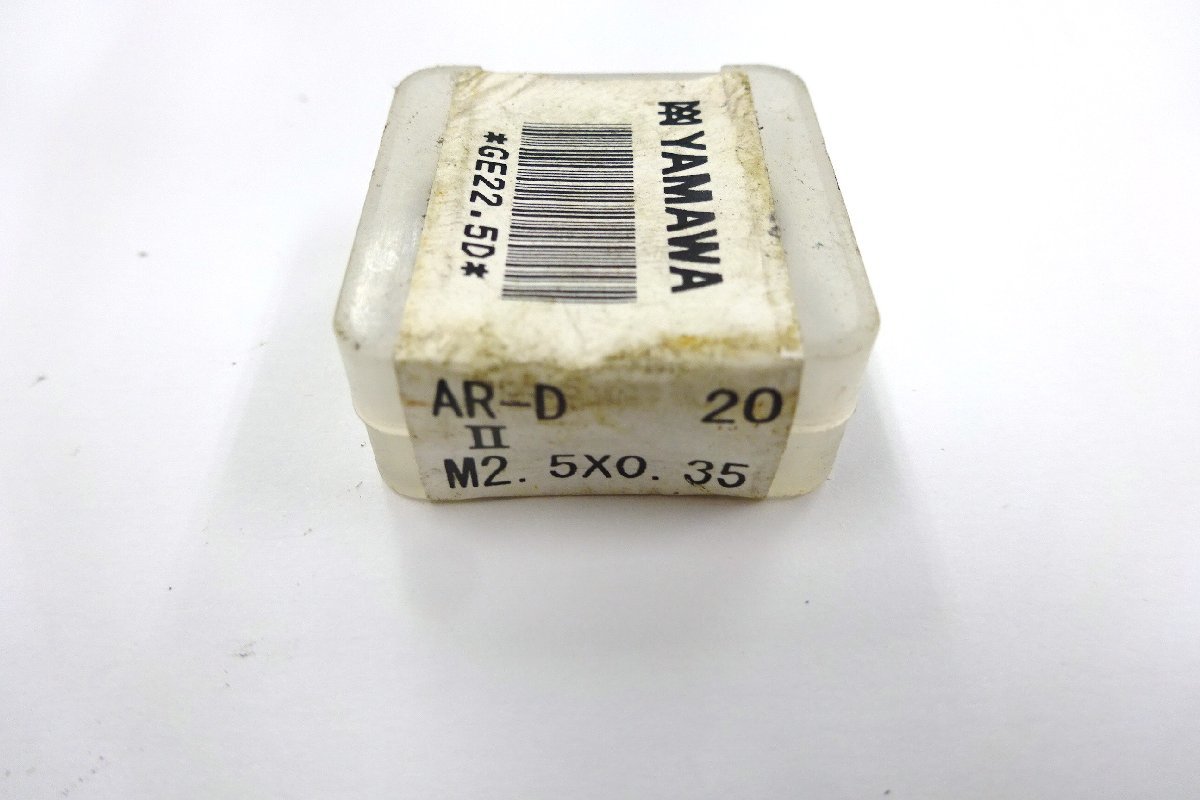 YAMAWA
*GE22.5D*
AR-D 20
II
M2.5X0.35